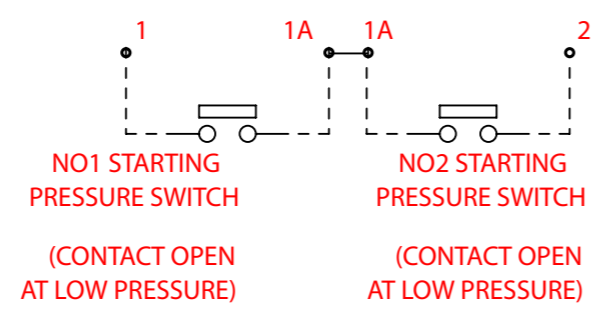 1
1A
1A
2
NO1 STARTING
PRESSURE SWITCH
(CONTACT OPEN
AT LOW PRESSURE)
NO2 STARTING
PRESSURE SWITCH
(CONTACT OPEN
AT LOW PRESSURE)